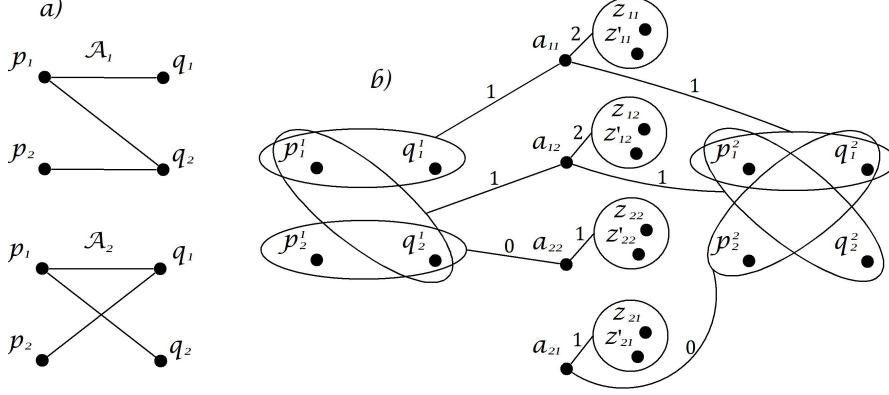 a)
p₁ A₁ q₁
p₂ q₂
p₁ A₂ q₁
p₂ q₂
b)
a₁₁ 2 z₁₁
z'₁₁
1 1
a₁₂ 2 z₁₂
z'₁₂
1 1
p₁¹ q₁¹
p₂¹ q₂¹
p₁² q₁²
p₂² q₂²
0 a₂₂ 1 z₂₂
z'₂₂
a₂₁ 1 z₂₁
z'₂₁
0